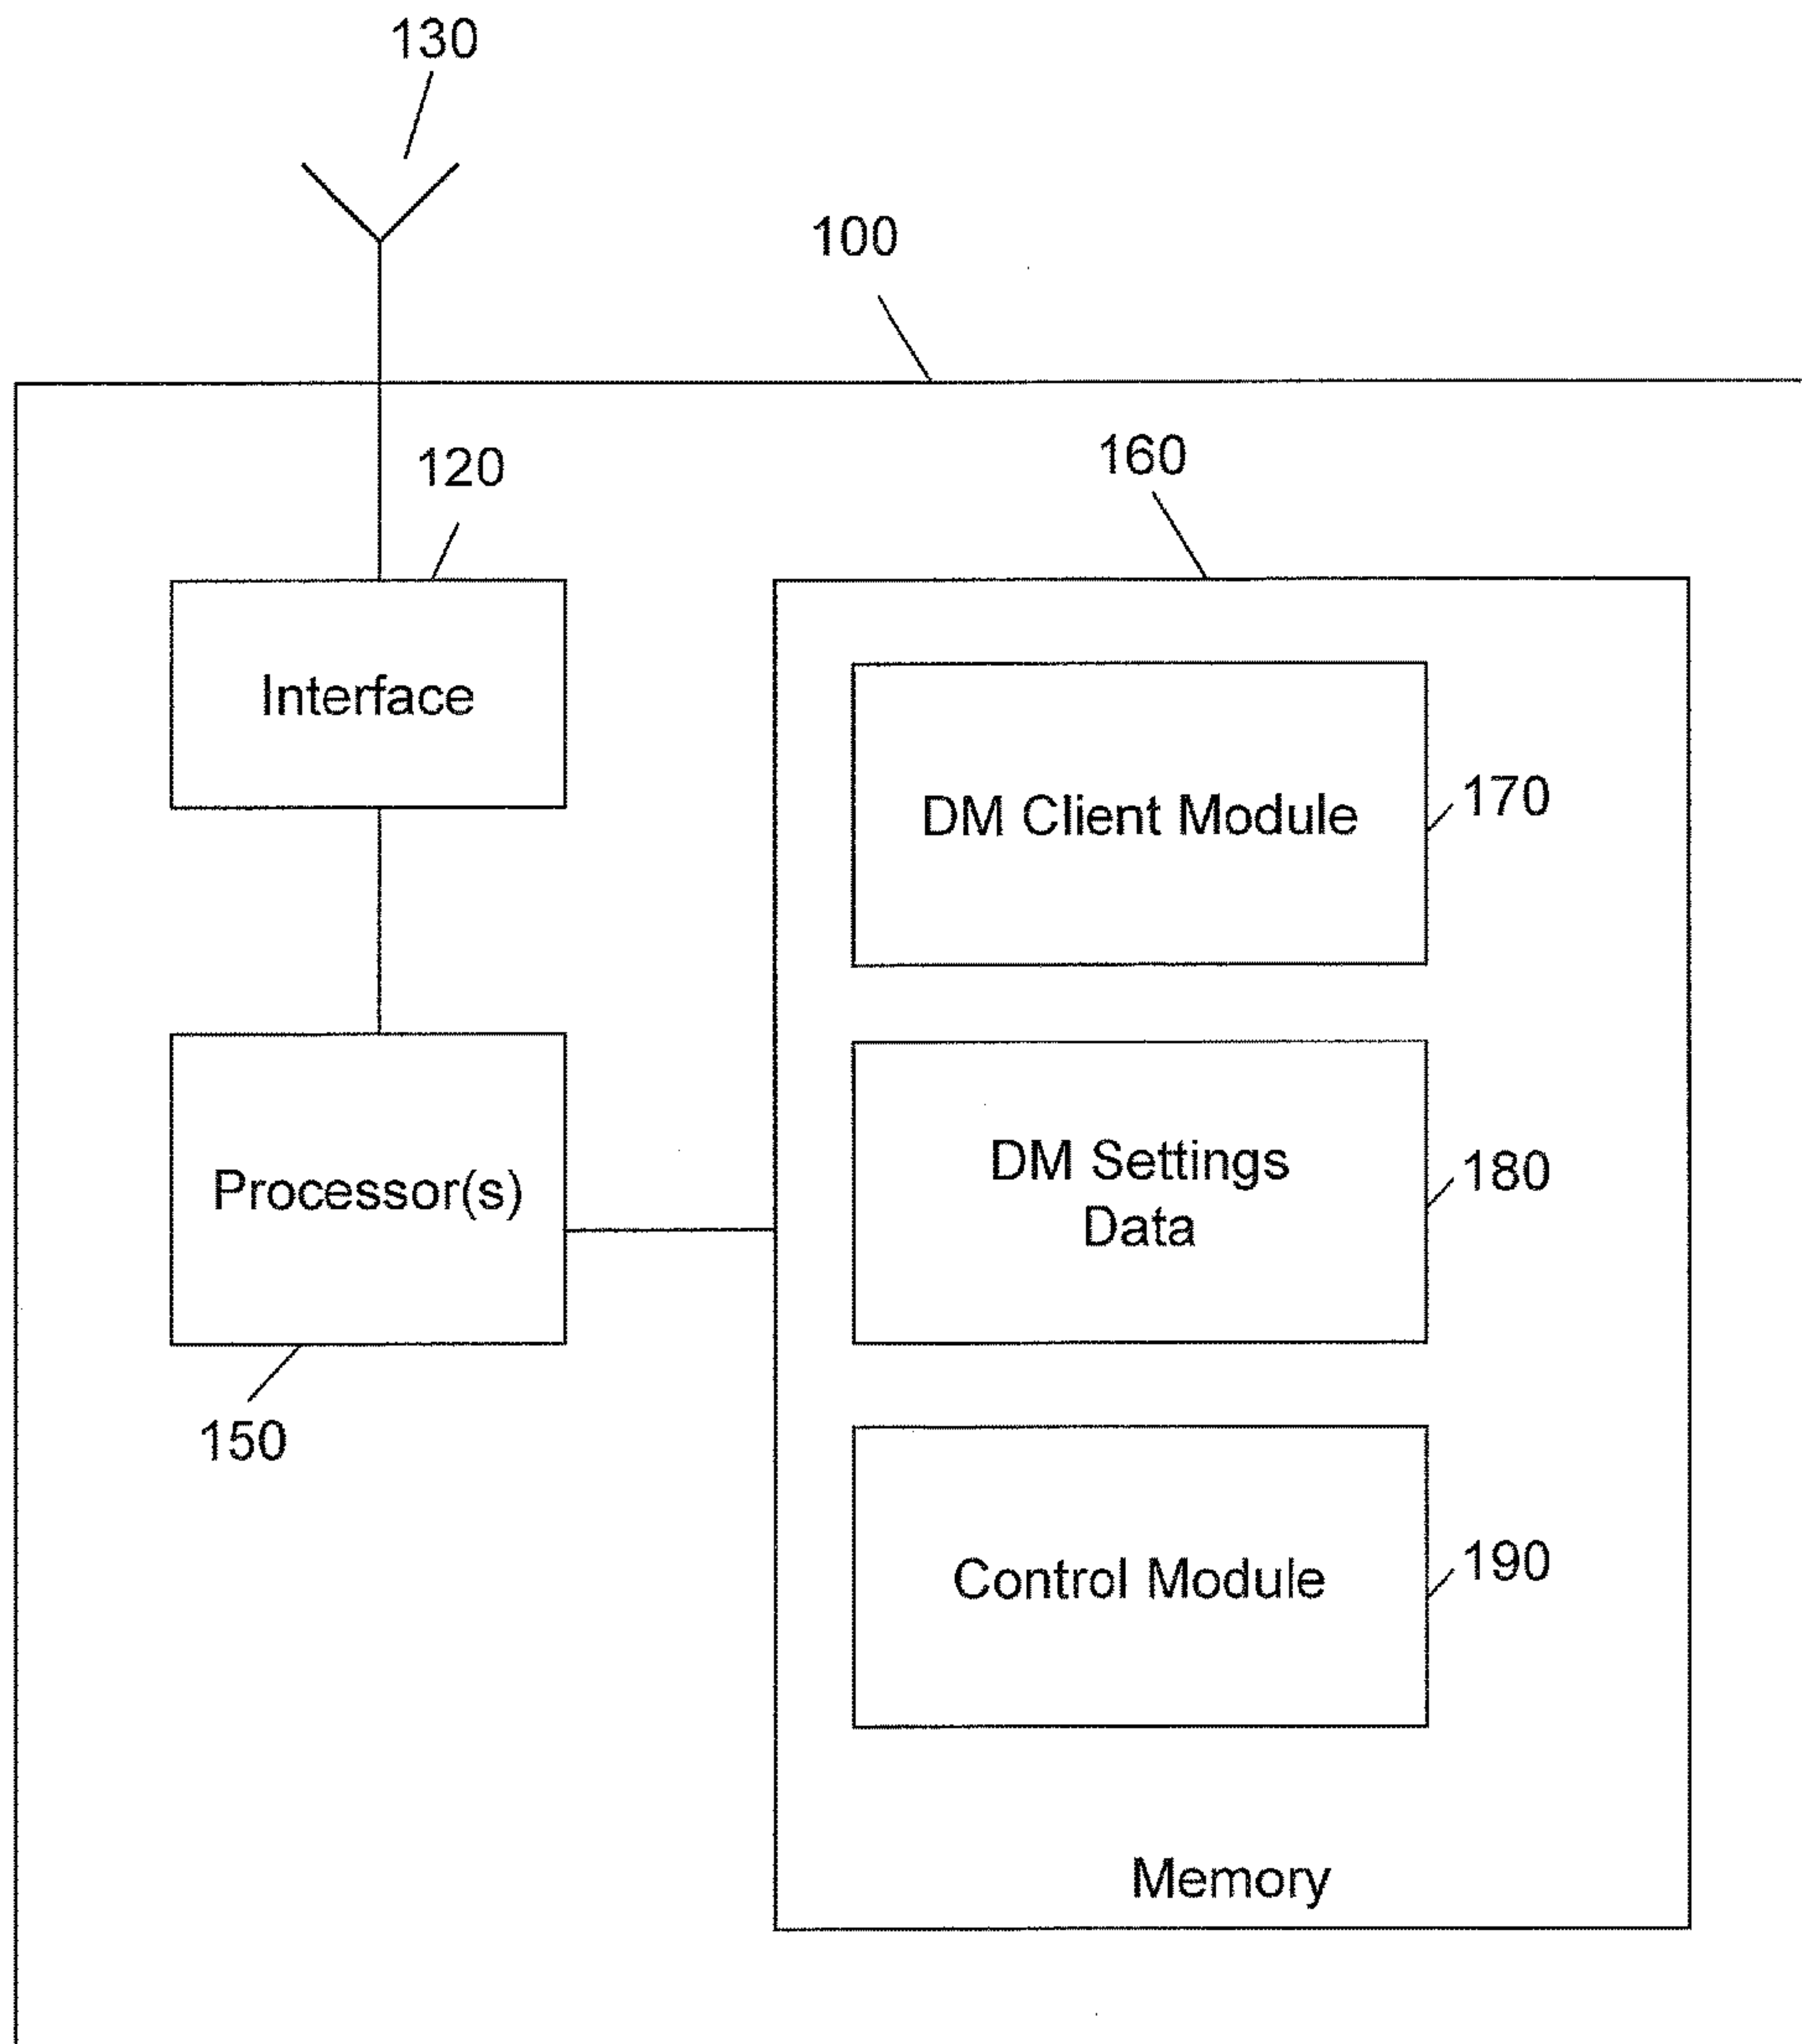 130
100
120
160
Interface
DM Client Module
170
Processor(s)
DM Settings
Data
180
150
Control Module
190
Memory